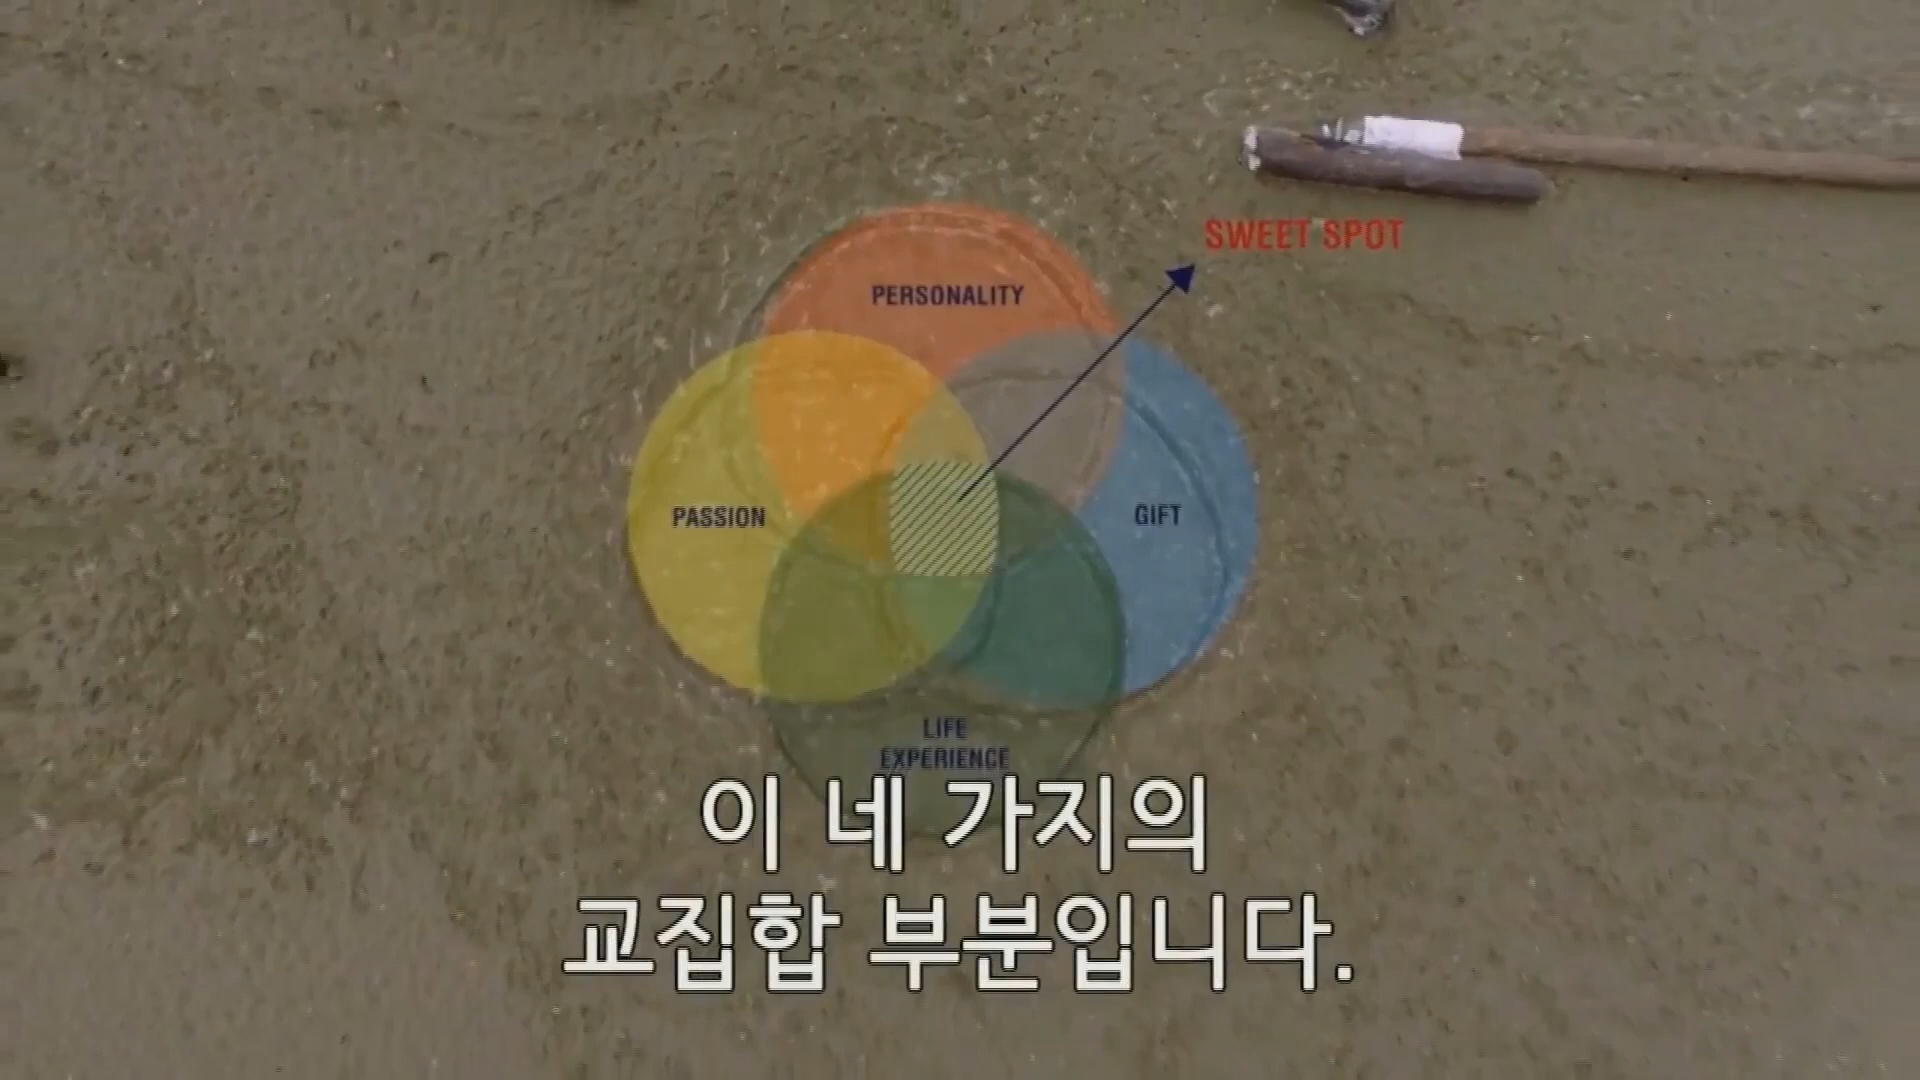 SWEET SPOT
PERSONALITY
PASSION
GIFT
LIFE
EXPERIENCE
이 네 가지의
교집합 부분입니다.